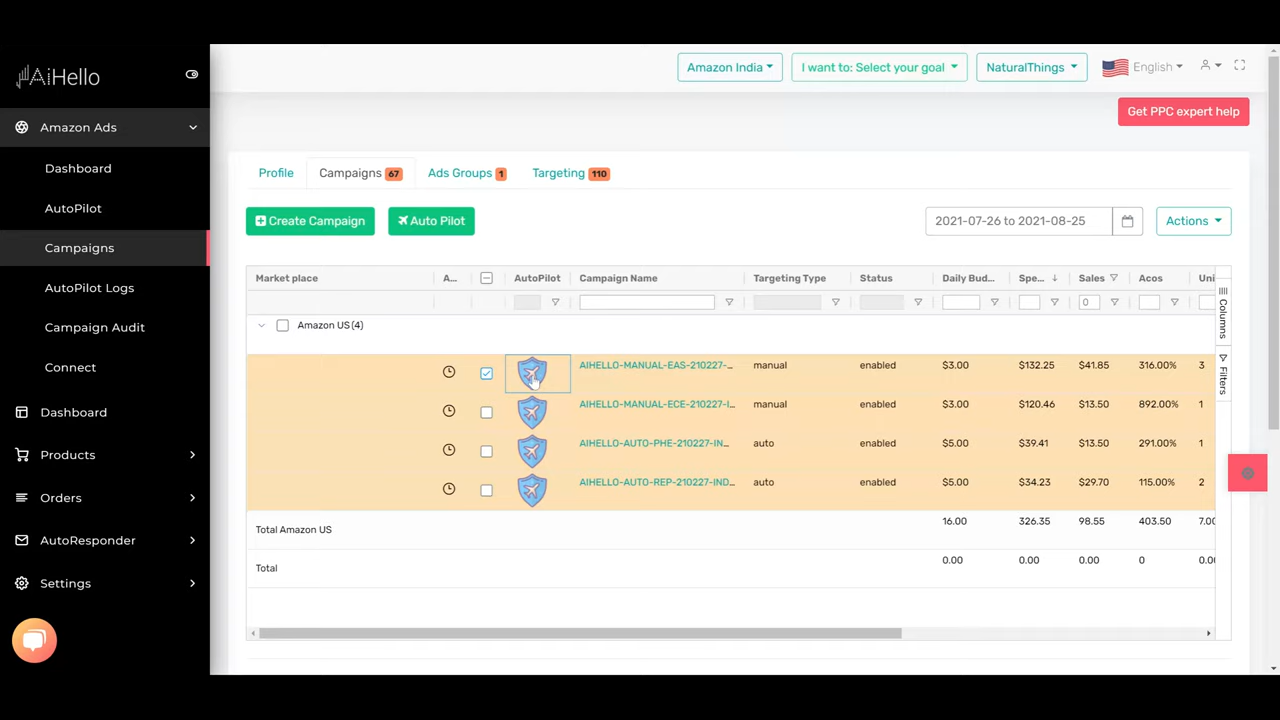 AiHello
Amazon Ads
Dashboard
AutoPilot
Campaigns
AutoPilot Logs
Campaign Audit
Connect
Dashboard
Products
Orders
AutoResponder
Settings
Amazon India
I want to: Select your goal
NaturalThings
English
Get PPC expert help
Profile
Campaigns 67
Ads Groups 1
Targeting 110
Create Campaign
Auto Pilot
2021-07-26 to 2021-08-25
Actions
Market place A... AutoPilot Campaign Name Targeting Type Status Daily Bud... Spe... Sales Acos Uni
0
Amazon US (4)
AIHELLO-MANUAL-EAS-210227-... manual enabled $3.00 $132.25 $41.85 316.00% 3
AIHELLO-MANUAL-ECE-210227-I... manual enabled $3.00 $120.46 $13.50 892.00% 1
AIHELLO-AUTO-PHE-210227-IN... auto enabled $5.00 $39.41 $13.50 291.00% 1
AIHELLO-AUTO-REP-210227-IND... auto enabled $5.00 $34.23 $29.70 115.00% 2
Total Amazon US 16.00 326.35 98.55 403.50 7.00
Total 0.00 0.00 0.00 0 0.00
Columns
Filters